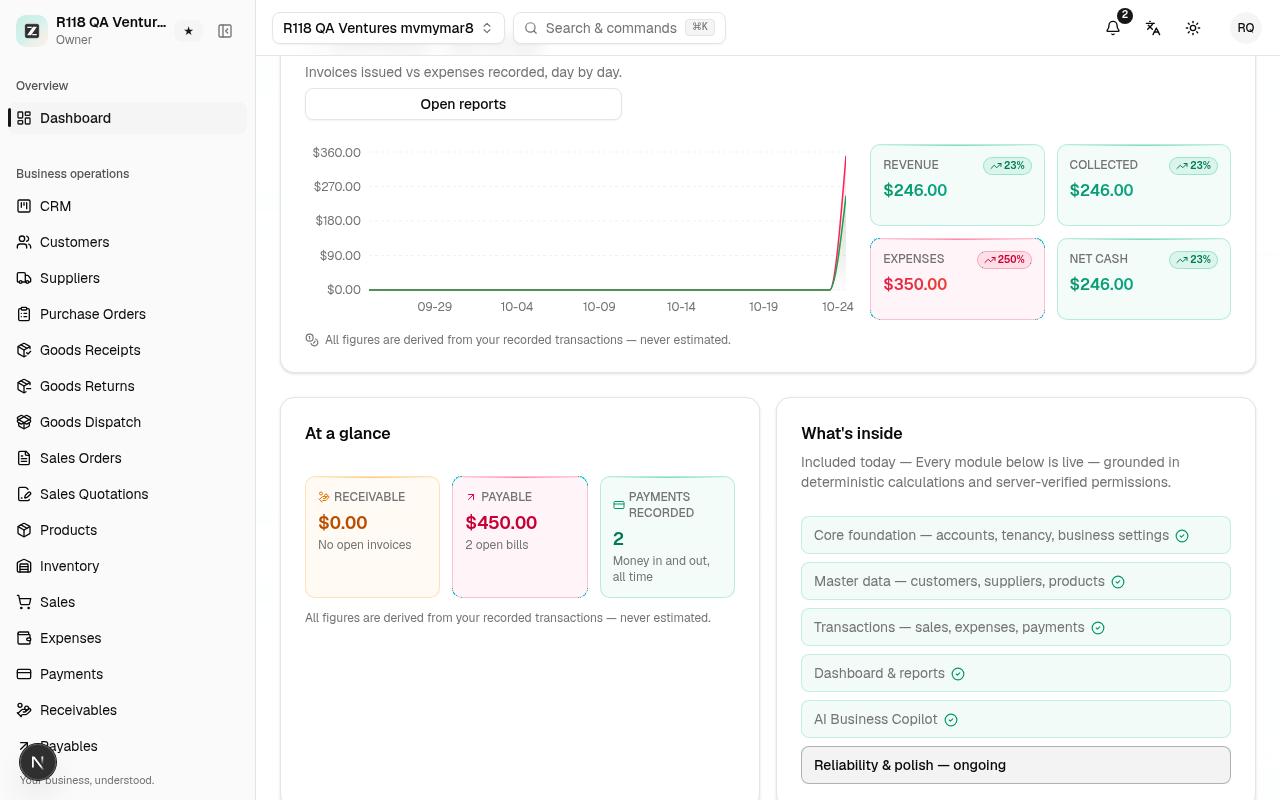 R118 QA Ventur...
Owner
Overview
Dashboard
Business operations
CRM
Customers
Suppliers
Purchase Orders
Goods Receipts
Goods Returns
Goods Dispatch
Sales Orders
Sales Quotations
Products
Inventory
Sales
Expenses
Payments
Receivables
Payables
N
Your business, understood.
R118 QA Ventures mvmymar8
Search & commands ⌘K
2
RQ
Invoices issued vs expenses recorded, day by day.
Open reports
$360.00
$270.00
$180.00
$90.00
$0.00
09-29 10-04 10-09 10-14 10-19 10-24
REVENUE 23%
$246.00
COLLECTED 23%
$246.00
EXPENSES 250%
$350.00
NET CASH 23%
$246.00
All figures are derived from your recorded transactions — never estimated.
At a glance
RECEIVABLE
$0.00
No open invoices
PAYABLE
$450.00
2 open bills
PAYMENTS
RECORDED
2
Money in and out,
all time
All figures are derived from your recorded transactions — never estimated.
What's inside
Included today — Every module below is live — grounded in
deterministic calculations and server-verified permissions.
Core foundation — accounts, tenancy, business settings
Master data — customers, suppliers, products
Transactions — sales, expenses, payments
Dashboard & reports
AI Business Copilot
Reliability & polish — ongoing